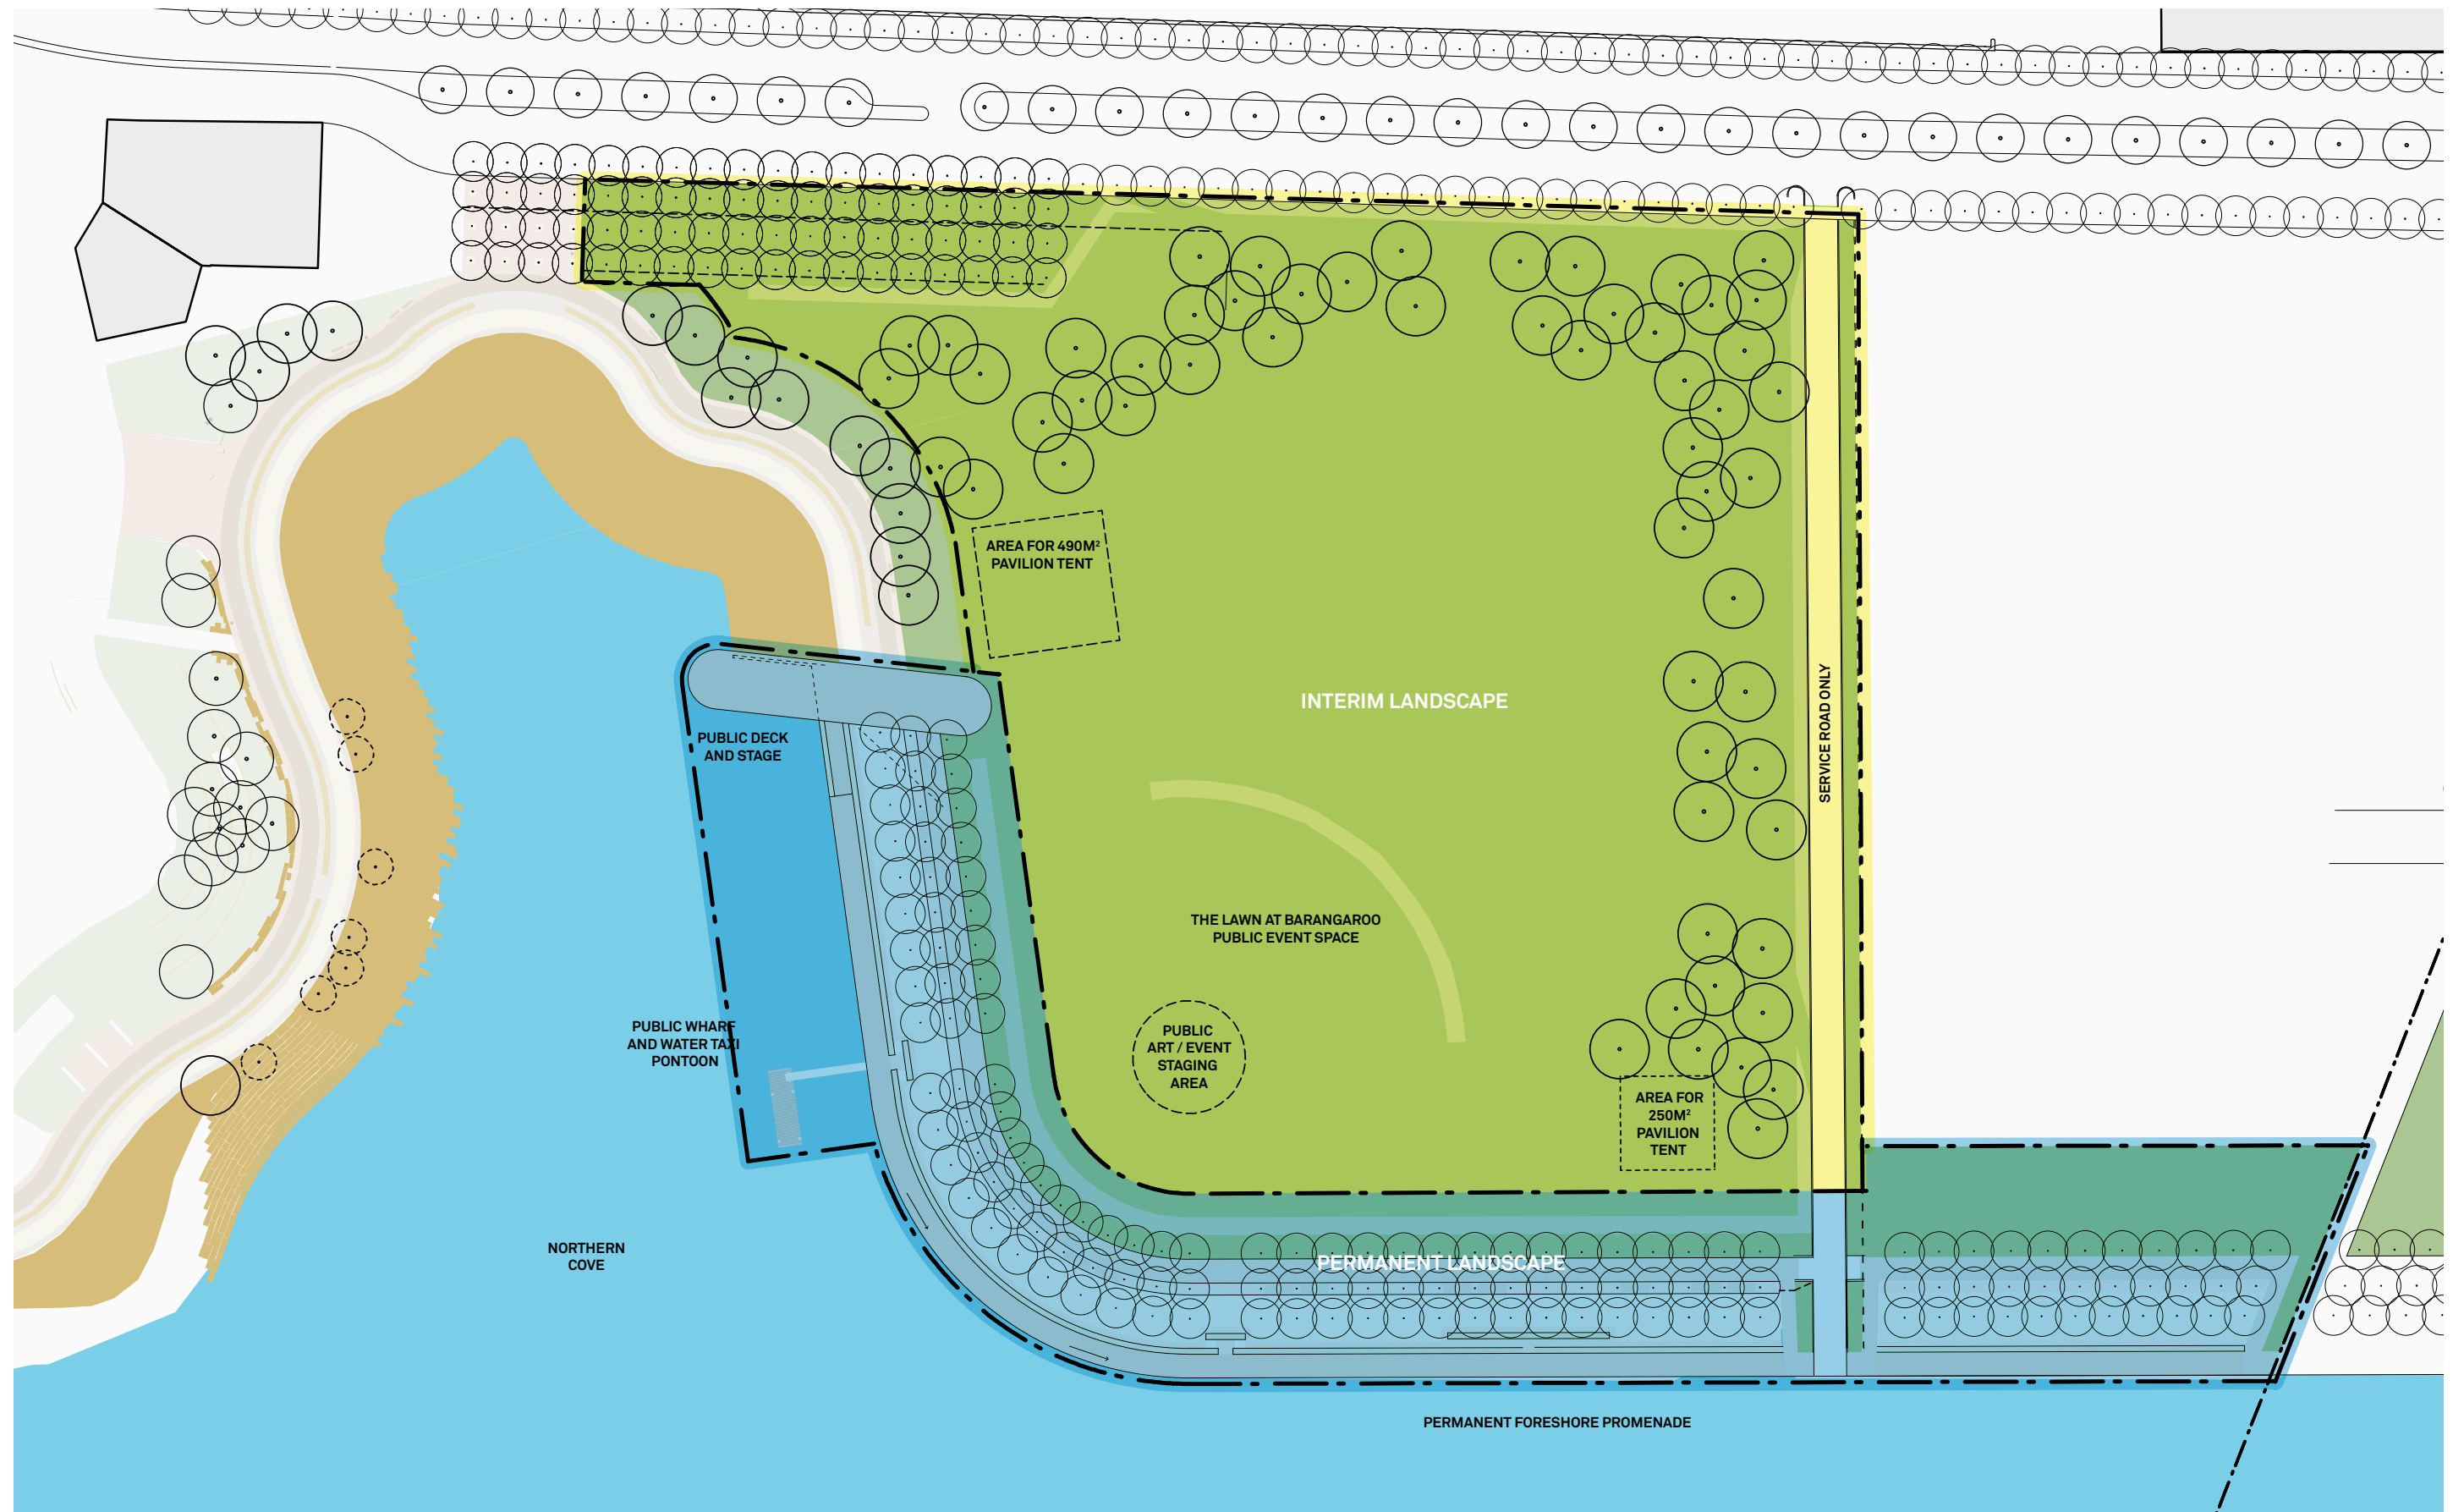 AREA FOR 490M²
PAVILION TENT
INTERIM LANDSCAPE
SERVICE ROAD ONLY
PUBLIC DECK
AND STAGE
THE LAWN AT BARANGAROO
PUBLIC EVENT SPACE
PUBLIC WHARF
AND WATER TAXI
PONTOON
PUBLIC
ART / EVENT
STAGING
AREA
AREA FOR
250M²
PAVILION
TENT
NORTHERN
COVE
PERMANENT LANDSCAPE
PERMANENT FORESHORE PROMENADE